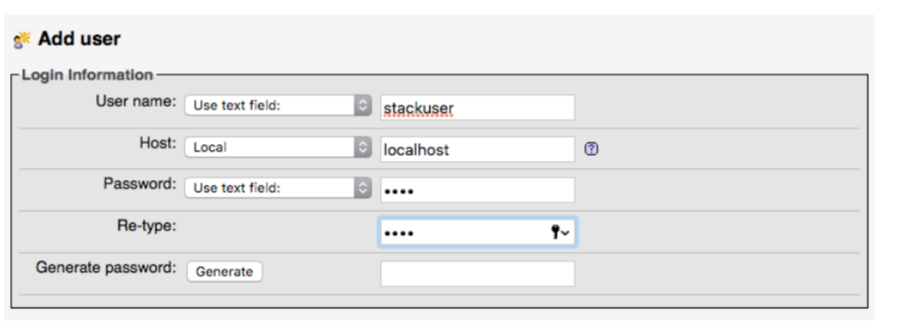 Add user
Login Information
User name: Use text field: stackuser
Host: Local localhost
Password: Use text field: ••••
Re-type: ••••
Generate password: Generate